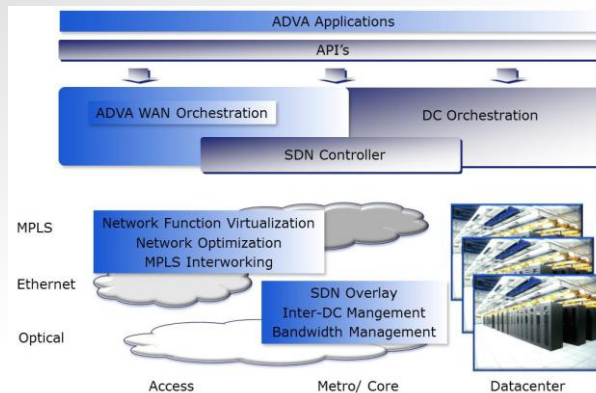 ADVA Applications
API's
ADVA WAN Orchestration
DC Orchestration
SDN Controller
MPLS
Network Function Virtualization
Network Optimization
MPLS Interworking
Ethernet
SDN Overlay
Inter-DC Mangement
Bandwidth Management
Optical
Access
Metro/ Core
Datacenter